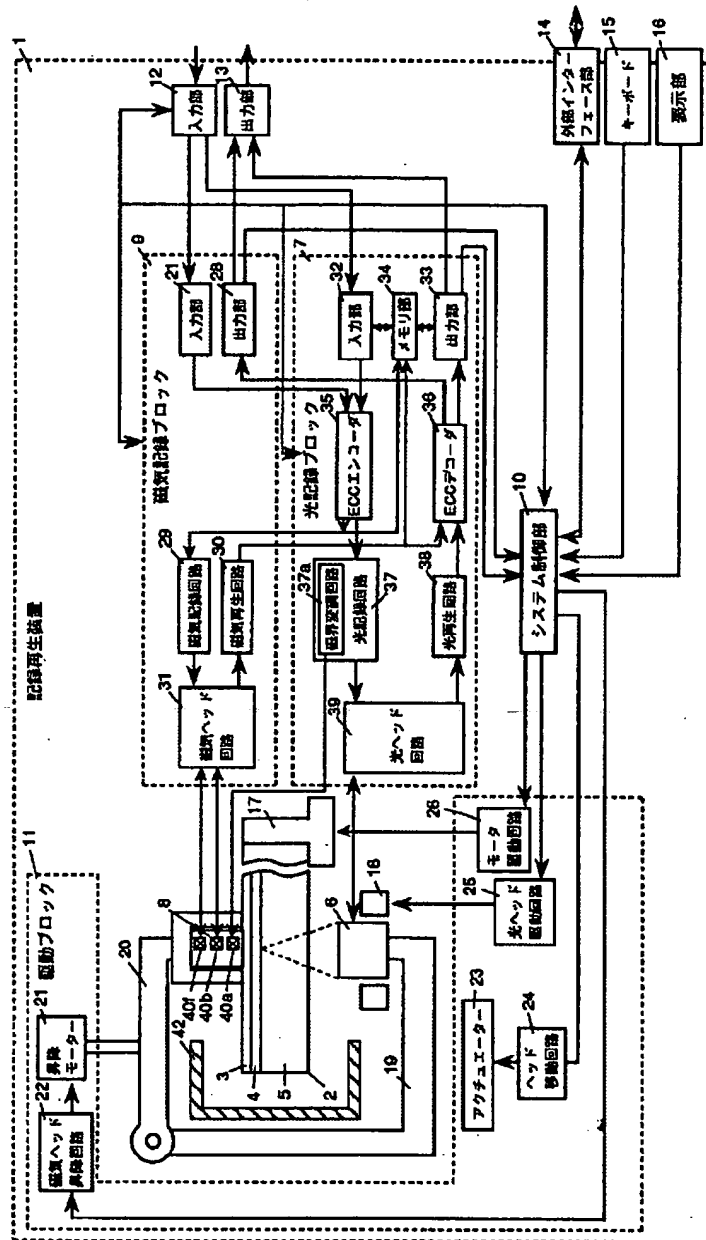 記録再生装置
1
11
駆動ブロック
22
磁気ヘッド
昇降回路
21
昇降
モーター
20
42
3
4
5
2
8
40f
40b
40a
17
6
18
19
23
アクチュエーター
24
ヘッド
移動回路
25
光ヘッド
駆動回路
26
モータ
駆動回路
9
磁気記録ブロック
31
磁気ヘッド
回路
29
磁気記録回路
30
磁気再生回路
21
入力部
28
出力部
7
光記録ブロック
39
光ヘッド
回路
37a
磁界変調回路
光記録回路
37
38
光再生回路
35
ECCエンコーダ
36
ECCデコーダ
32
入力部
34
メモリ部
33
出力部
12
入力部
13
出力部
10
システム制御部
14
外部インター
フェース部
15
キーボード
16
表示部